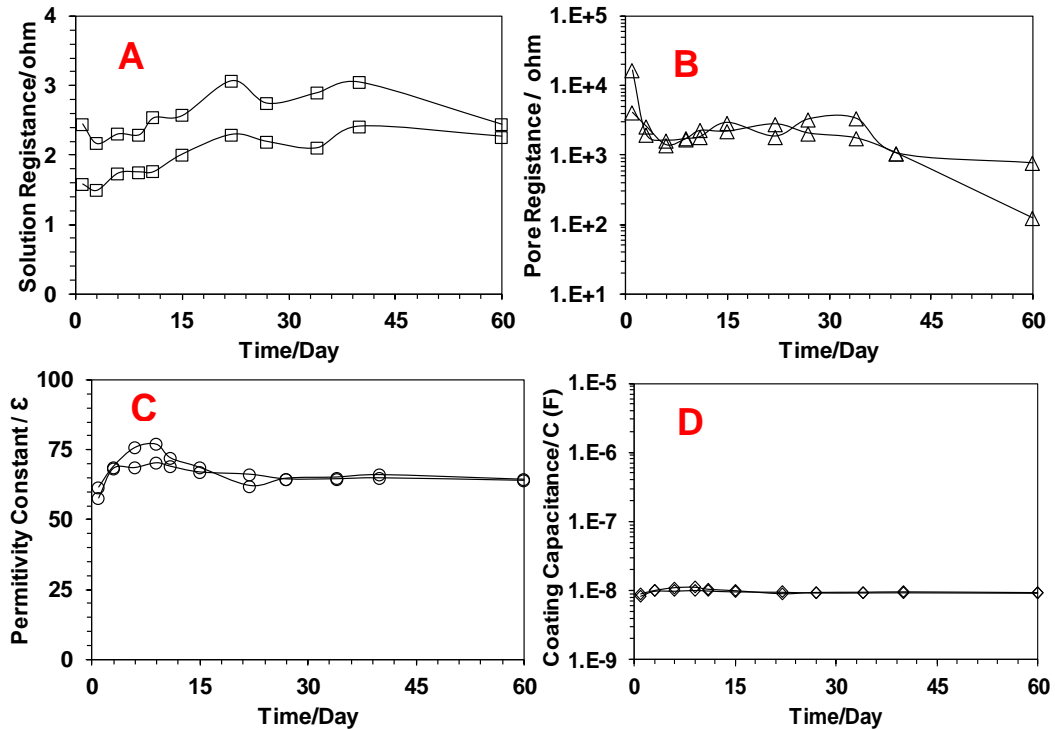 A
Solution Registance/ ohm
4
3
2
1
0
0 15 30 45 60
Time/Day
B
Pore Registance / ohm
1.E+5
1.E+4
1.E+3
1.E+2
1.E+1
0 15 30 45 60
Time/Day
C
Permitivity Constant / Ɛ
100
75
50
25
0
0 15 30 45 60
Time/Day
D
Coating Capacitance/ C (F)
1.E-5
1.E-6
1.E-7
1.E-8
1.E-9
0 15 30 45 60
Time/Day